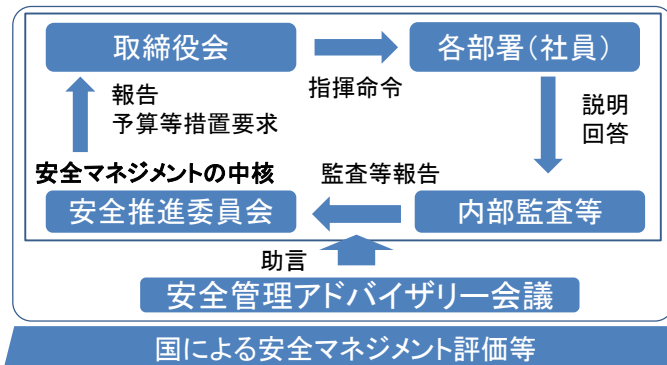 取締役会
各部署(社員)
指揮命令
報告
予算等措置要求
説明
回答
安全マネジメントの中核
監査等報告
安全推進委員会
内部監査等
助言
安全管理アドバイザリー会議
国による安全マネジメント評価等